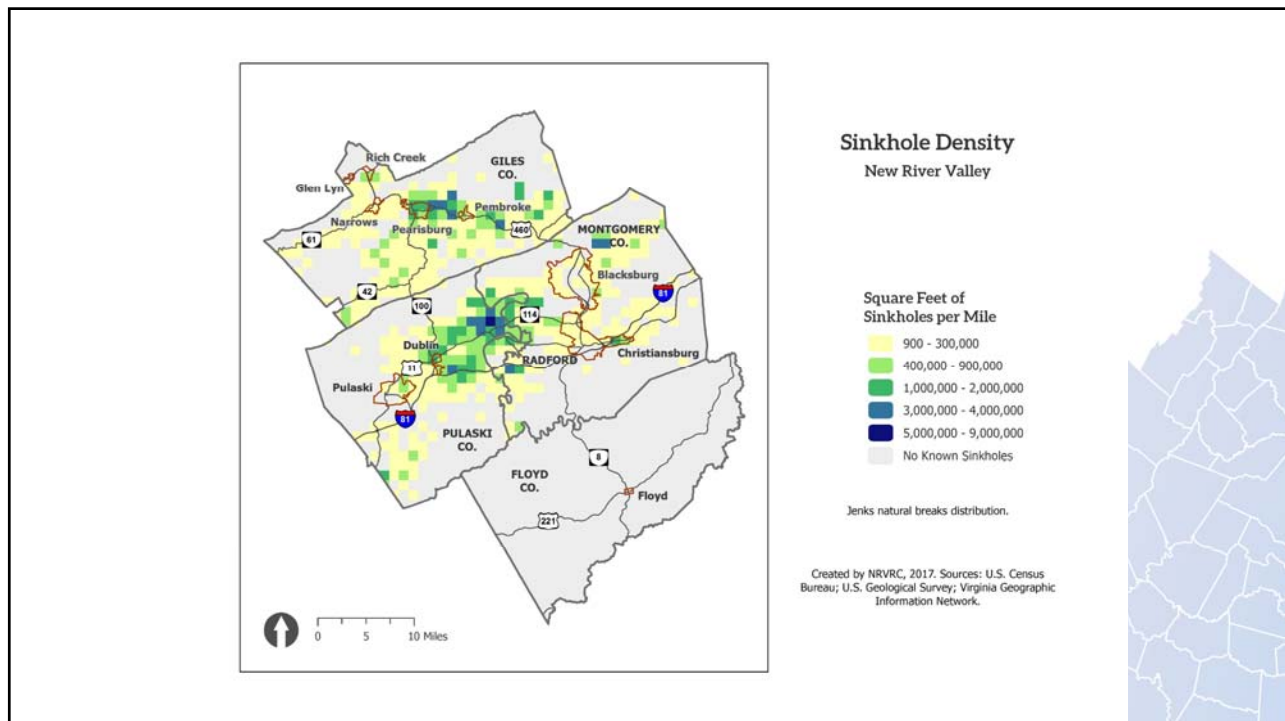 Sinkhole Density
New River Valley
Rich Creek
GILES
CO.
Glen Lyn
Narrows
Pembroke
Pearisburg
460
MONTGOMERY
CO.
61
42
Blacksburg
81
100
114
Dublin
11
RADFORD
Christiansburg
Pulaski
81
PULASKI
CO.
8
FLOYD
CO.
Floyd
221
0 5 10 Miles
Square Feet of
Sinkholes per Mile
900 - 300,000
400,000 - 900,000
1,000,000 - 2,000,000
3,000,000 - 4,000,000
5,000,000 - 9,000,000
No Known Sinkholes
Jenks natural breaks distribution.
Created by NRVRC, 2017. Sources: U.S. Census
Bureau; U.S. Geological Survey; Virginia Geographic
Information Network.